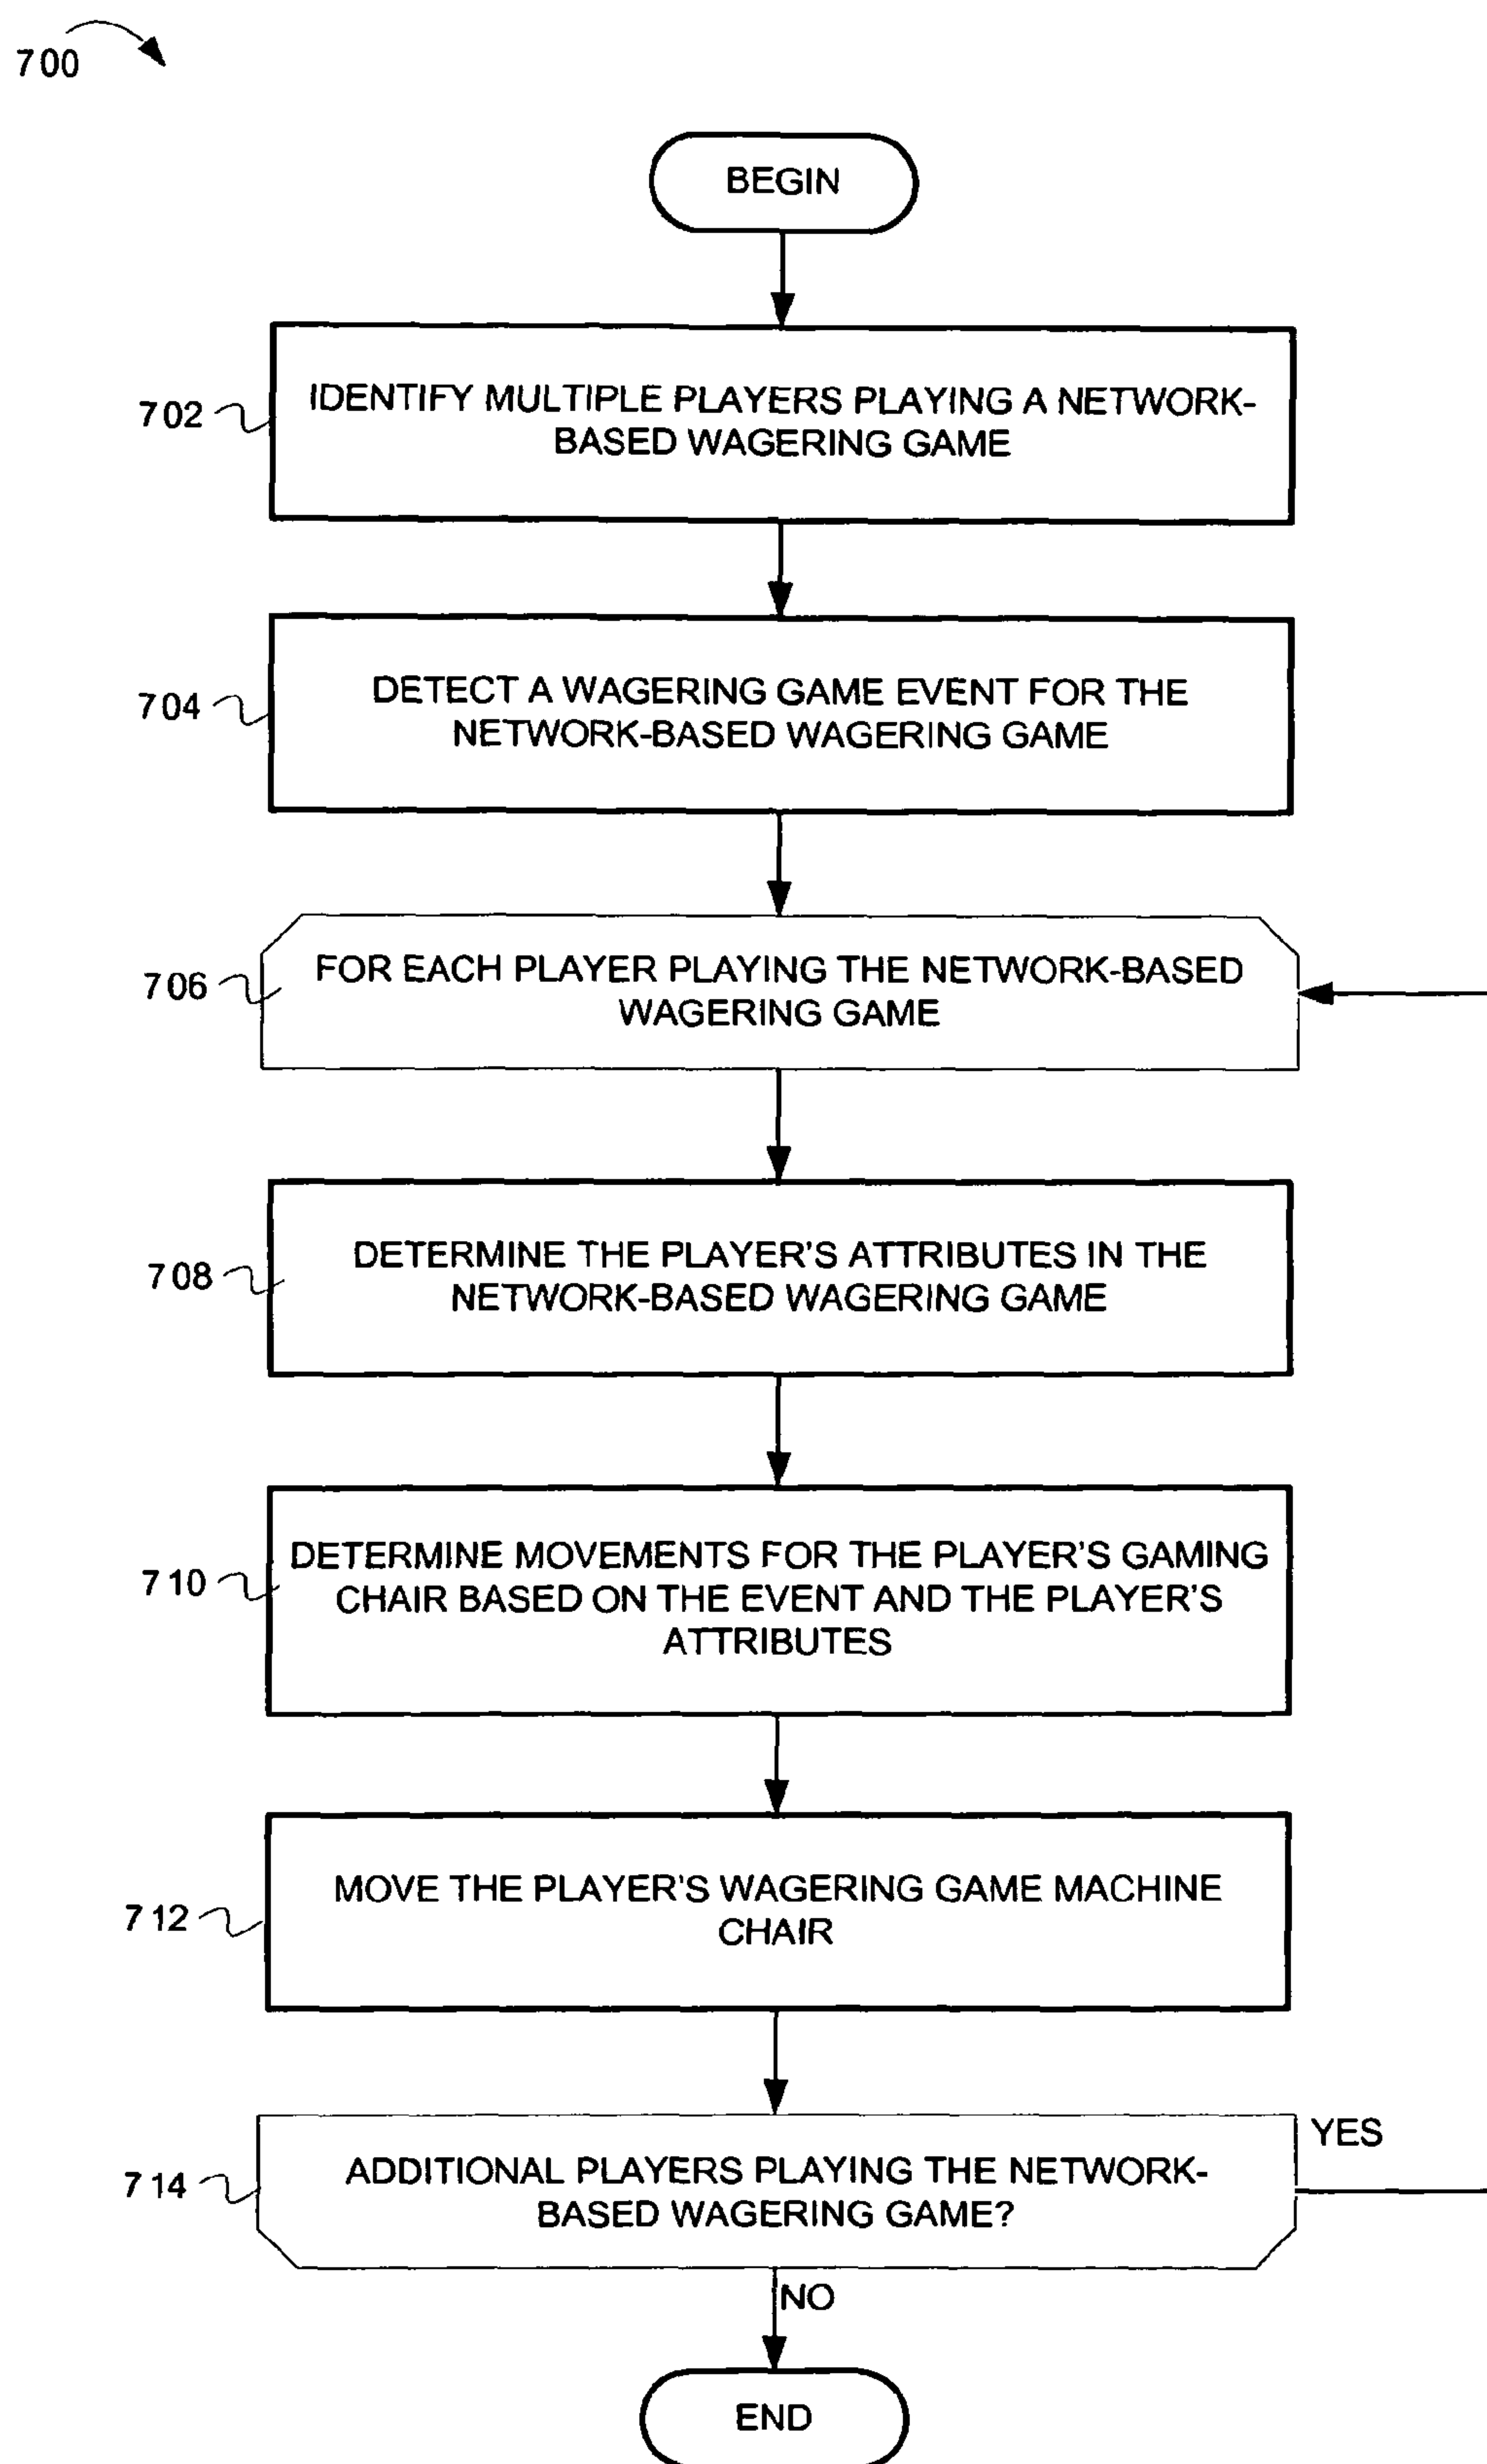 700
BEGIN
702
IDENTIFY MULTIPLE PLAYERS PLAYING A NETWORK-
BASED WAGERING GAME
704
DETECT A WAGERING GAME EVENT FOR THE
NETWORK-BASED WAGERING GAME
706
FOR EACH PLAYER PLAYING THE NETWORK-BASED
WAGERING GAME
708
DETERMINE THE PLAYER'S ATTRIBUTES IN THE
NETWORK-BASED WAGERING GAME
710
DETERMINE MOVEMENTS FOR THE PLAYER'S GAMING
CHAIR BASED ON THE EVENT AND THE PLAYER'S
ATTRIBUTES
712
MOVE THE PLAYER'S WAGERING GAME MACHINE
CHAIR
714
ADDITIONAL PLAYERS PLAYING THE NETWORK-
BASED WAGERING GAME?
YES
NO
END